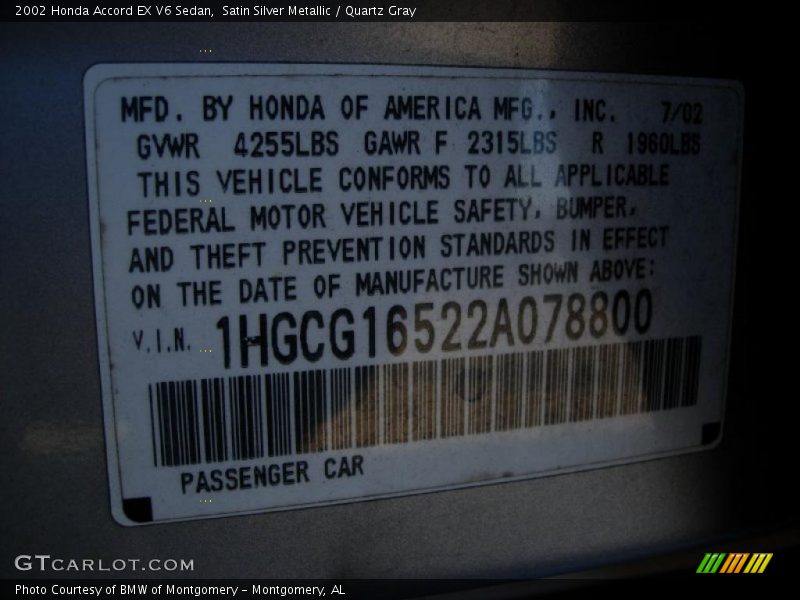 2002 Honda Accord EX V6 Sedan,  Satin Silver Metallic / Quartz Gray
MFD. BY HONDA OF AMERICA MFG., INC. 7/02
GVWR 4255LBS GAWR F 2315LBS R 1960LBS
THIS VEHICLE CONFORMS TO ALL APPLICABLE
FEDERAL MOTOR VEHICLE SAFETY, BUMPER,
AND THEFT PREVENTION STANDARDS IN EFFECT
ON THE DATE OF MANUFACTURE SHOWN ABOVE:
V.I.N. 1HGCG16522A078800
PASSENGER CAR
GTCARLOT.COM
Photo Courtesy of BMW of Montgomery – Montgomery, AL